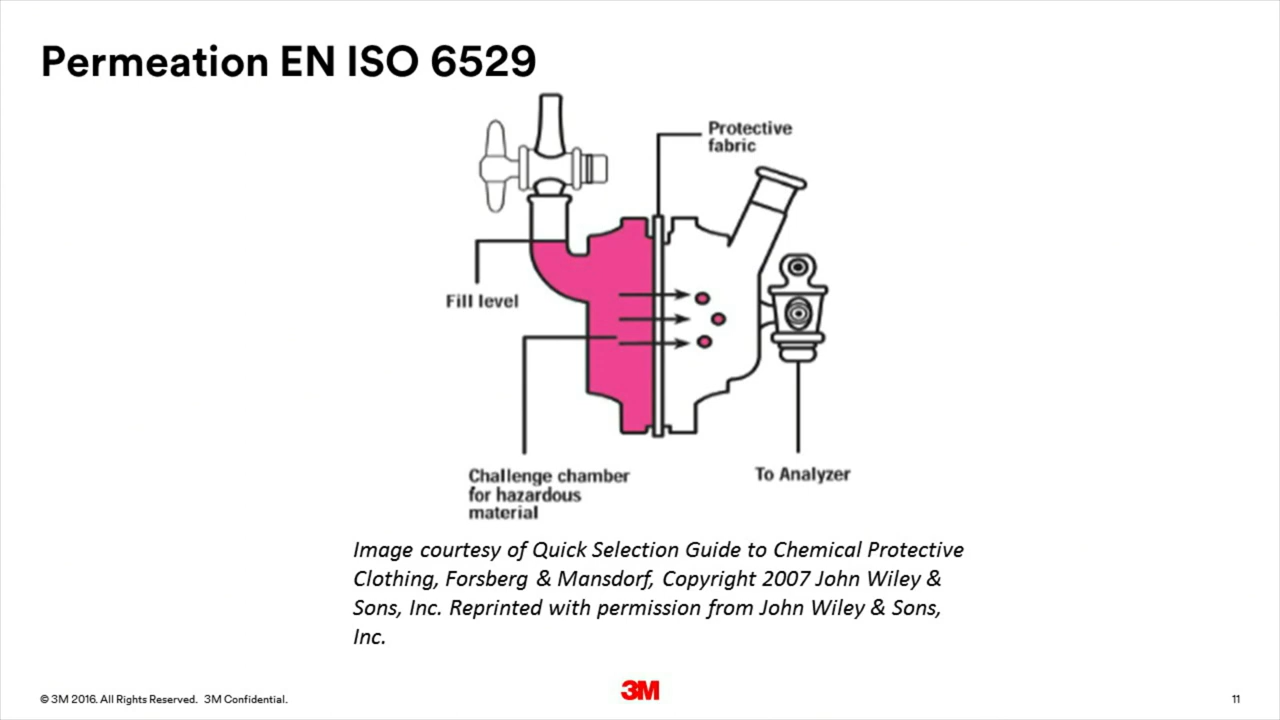 Permeation EN ISO 6529
Protective
fabric
Fill level
Challenge chamber
for hazardous
material
To Analyzer
Image courtesy of Quick Selection Guide to Chemical Protective
Clothing, Forsberg & Mansdorf, Copyright 2007 John Wiley &
Sons, Inc. Reprinted with permission from John Wiley & Sons,
Inc.
© 3M 2016. All Rights Reserved. 3M Confidential.
3M
11